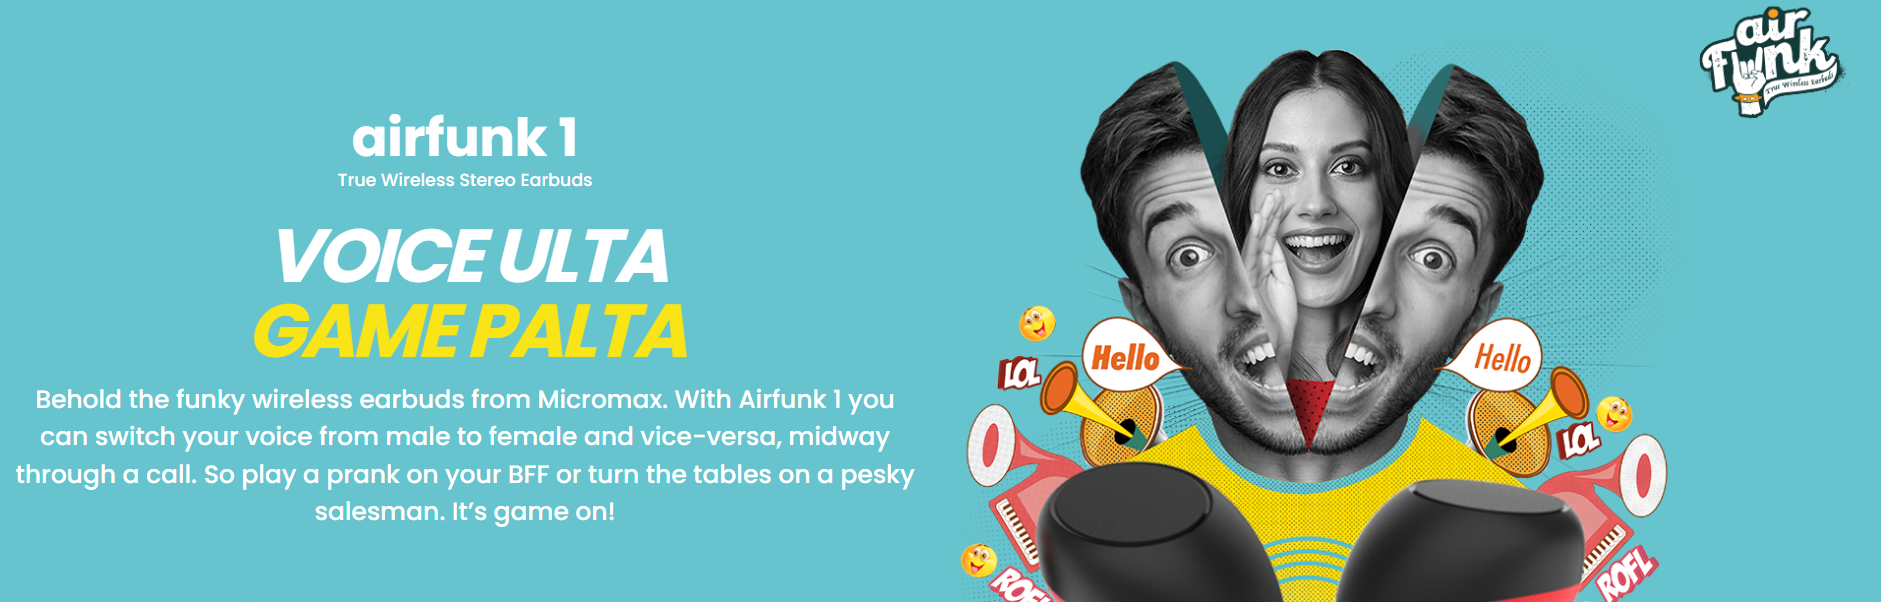 air
Funk
True Wireless Earbuds
airfunk 1
True Wireless Stereo Earbuds
VOICE ULTA
GAME PALTA
Behold the funky wireless earbuds from Micromax. With Airfunk 1 you
can switch your voice from male to female and vice-versa, midway
through a call. So play a prank on your BFF or turn the tables on a pesky
salesman. It's game on!
Hello
Hello
LOL
LOL
ROFL